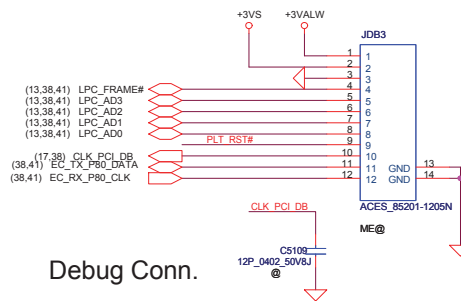 +3VS +3VALW
JDB3
1 1
2 2
3 3
(13,38,41) LPC_FRAME# 4 4
(13,38,41) LPC_AD3 5 5
(13,38,41) LPC_AD2 6 6
(13,38,41) LPC_AD1 7 7
(13,38,41) LPC_AD0 8 8
PLT_RST# 9 9
(17,38) CLK_PCI_DB 10 10
(38,41) EC_TX_P80_DATA 11 11 GND 13
(38,41) EC_RX_P80_CLK 12 12 GND 14
ACES_85201-1205N
CLK_PCI_DB
ME@
C5109
12P_0402_50V8J
@
Debug Conn.